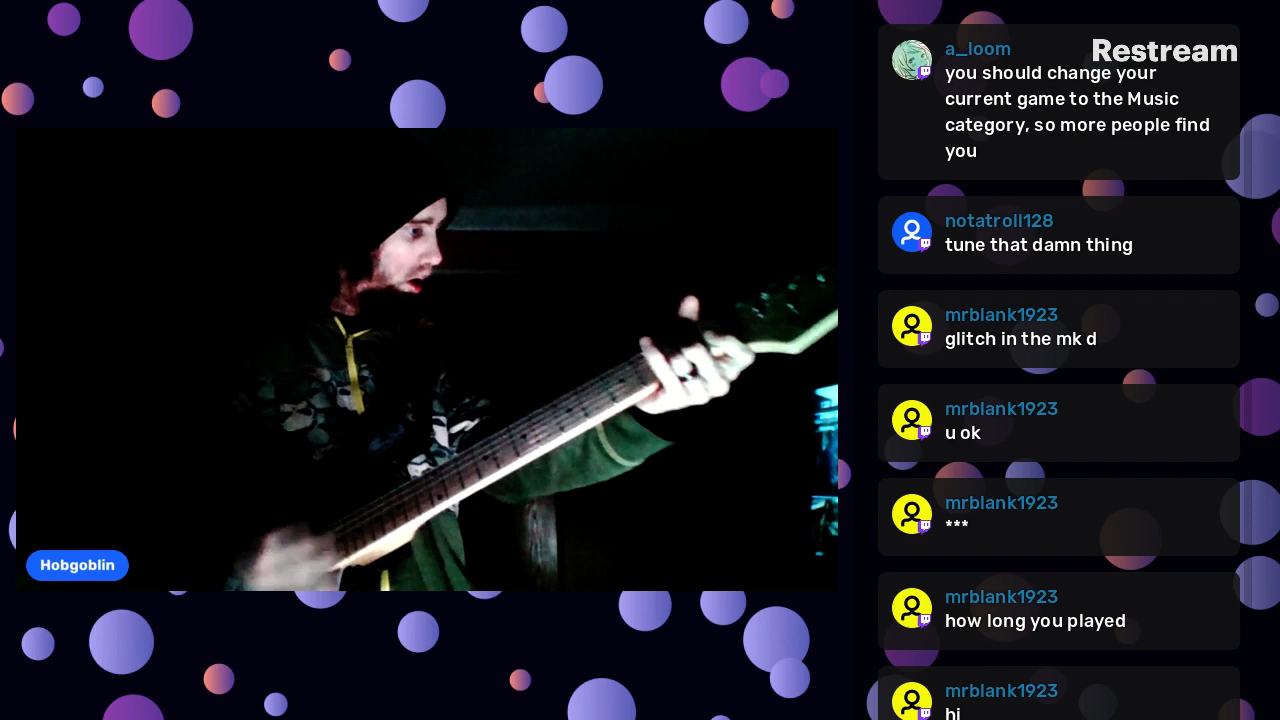 Restream
a_loom
you should change your
current game to the Music
category, so more people find
you
notatroll128
tune that damn thing
mrblank1923
glitch in the mk d
mrblank1923
u ok
mrblank1923
***
mrblank1923
how long you played
mrblank1923
hi
Hobgoblin